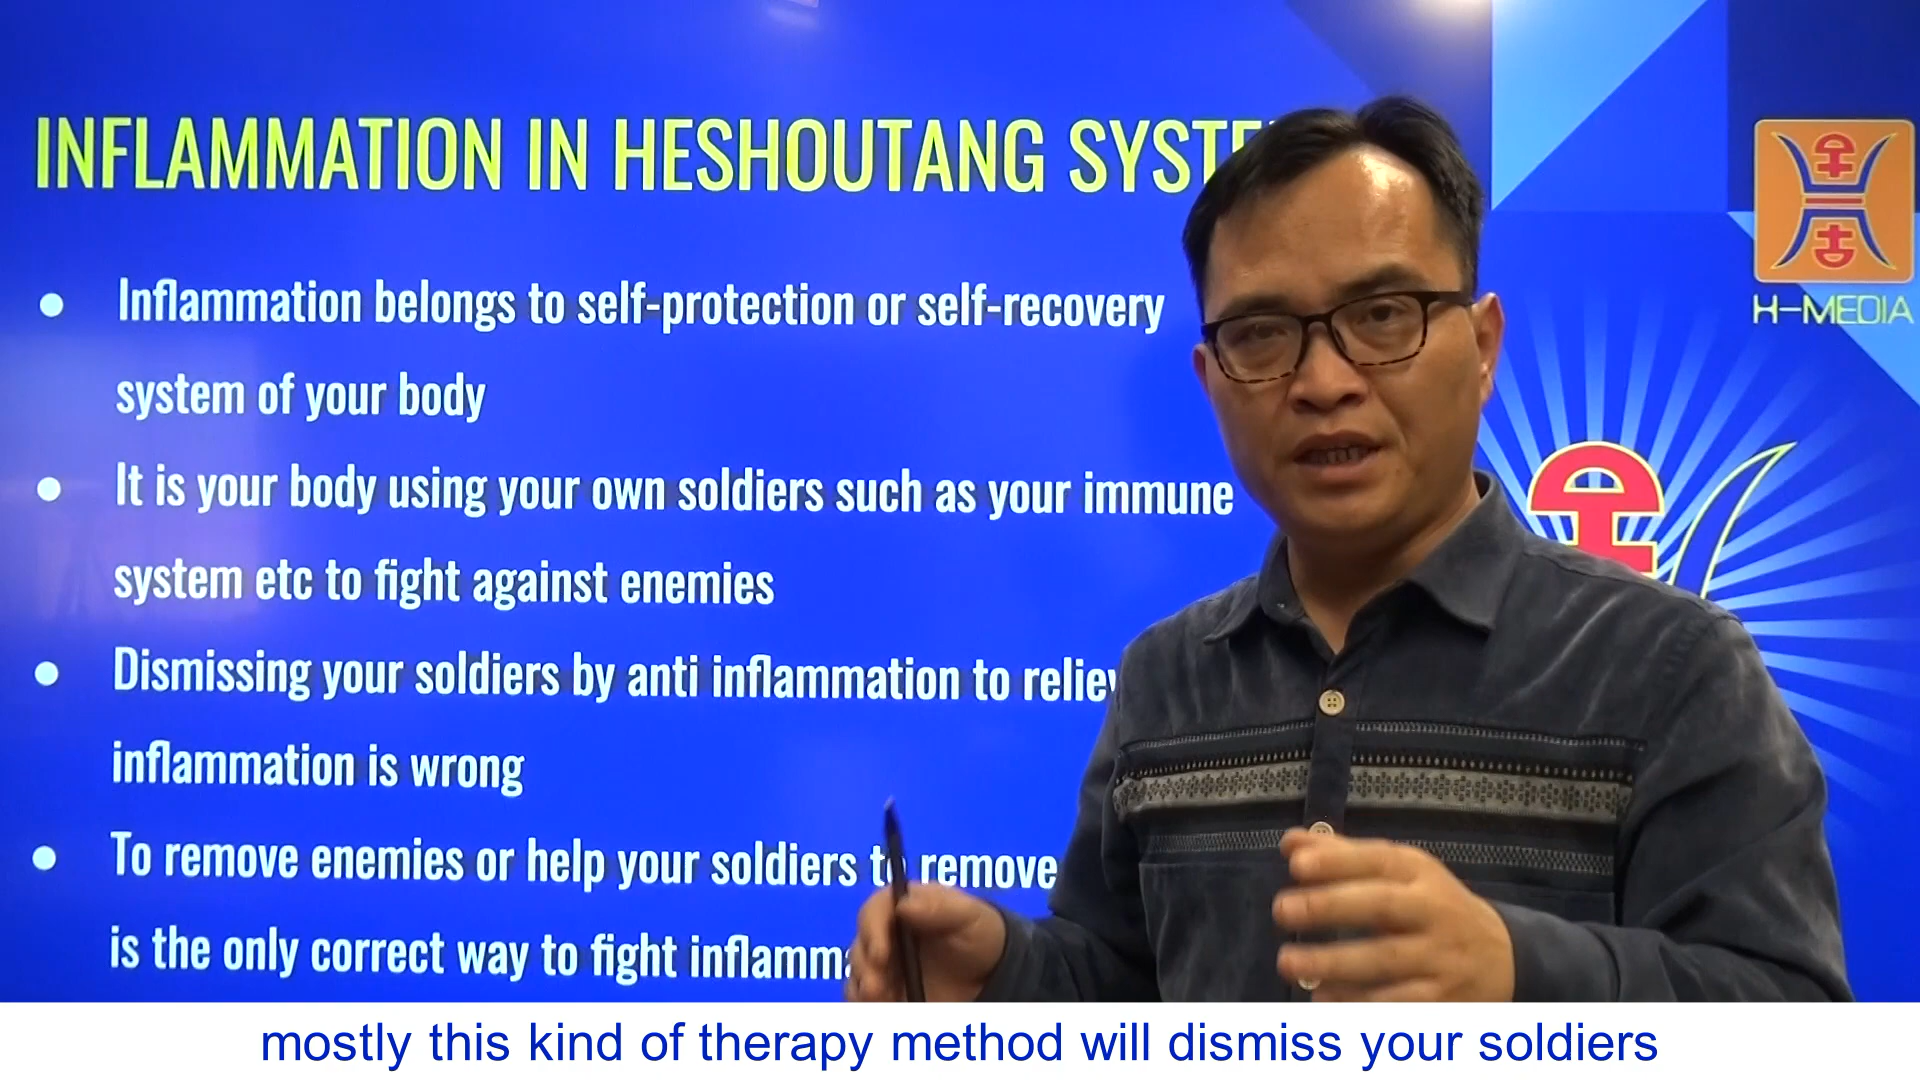 INFLAMMATION IN HESHOUTANG
H-MEDIA
• Inflammation belongs to self-protection or self-recovery
system of your body
• It is your body using your own soldiers such as your immune
system etc to fight against enemies
• Dismissing your soldiers by anti inflammation to
inflammation is wrong
• To remove enemies or help your soldiers to remove
is the only correct way to fight
mostly this kind of therapy method will dismiss your soldiers